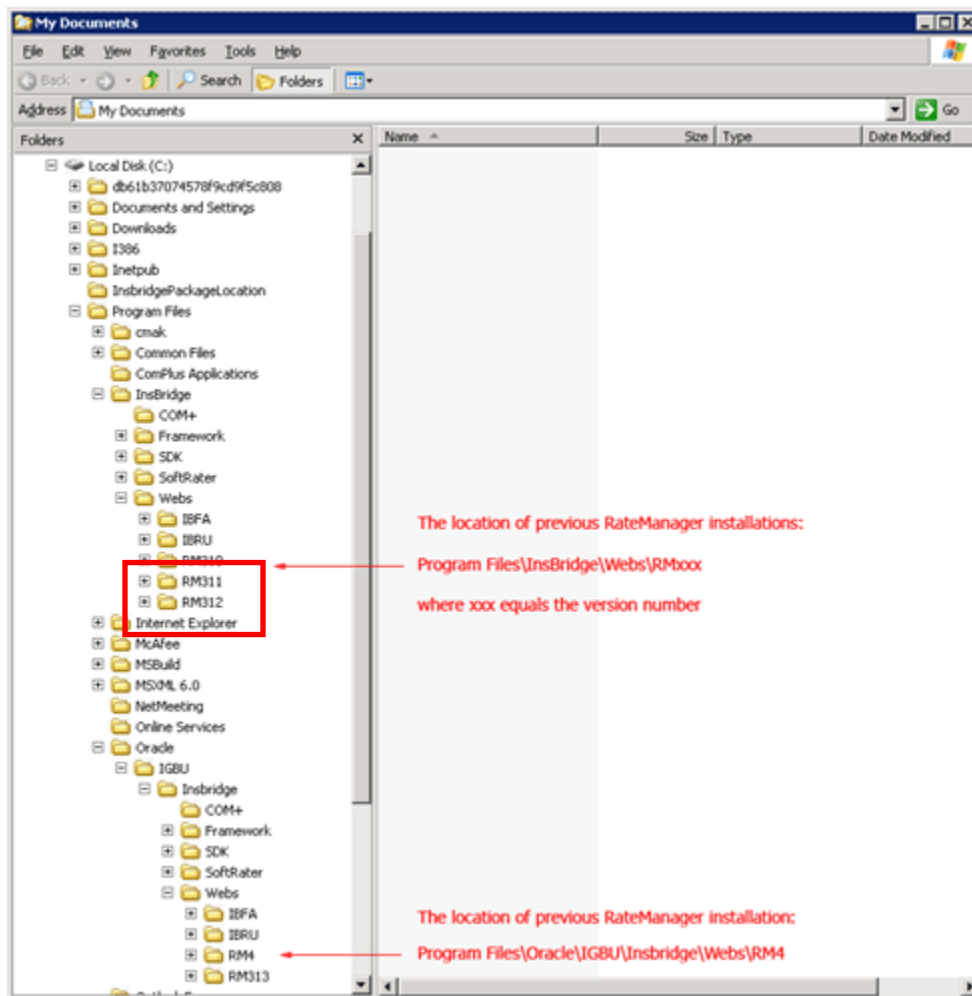 My Documents
File Edit View Favorites Tools Help
Back Search Folders
Address My Documents Go
Folders
Name Size Type Date Modified
Local Disk (C:)
db61b37074578f9cd9f5c808
Documents and Settings
Downloads
I386
Inetpub
InsbridgePackageLocation
Program Files
cmak
Common Files
ComPlus Applications
InsBridge
COM+
Framework
SDK
SoftRater
Webs
IBFA
IBRU
The location of previous RateManager installations:
RM310
Program Files\InsBridge\Webs\RMxxx
RM311
RM312
where xxx equals the version number
Internet Explorer
McAfee
MSBuild
MSXML 6.0
NetMeeting
Online Services
Oracle
IGBU
Insbridge
COM+
Framework
SDK
SoftRater
Webs
IBFA
The location of previous RateManager installation:
IBRU
RM4
Program Files\Oracle\IGBU\Insbridge\Webs\RM4
RM313